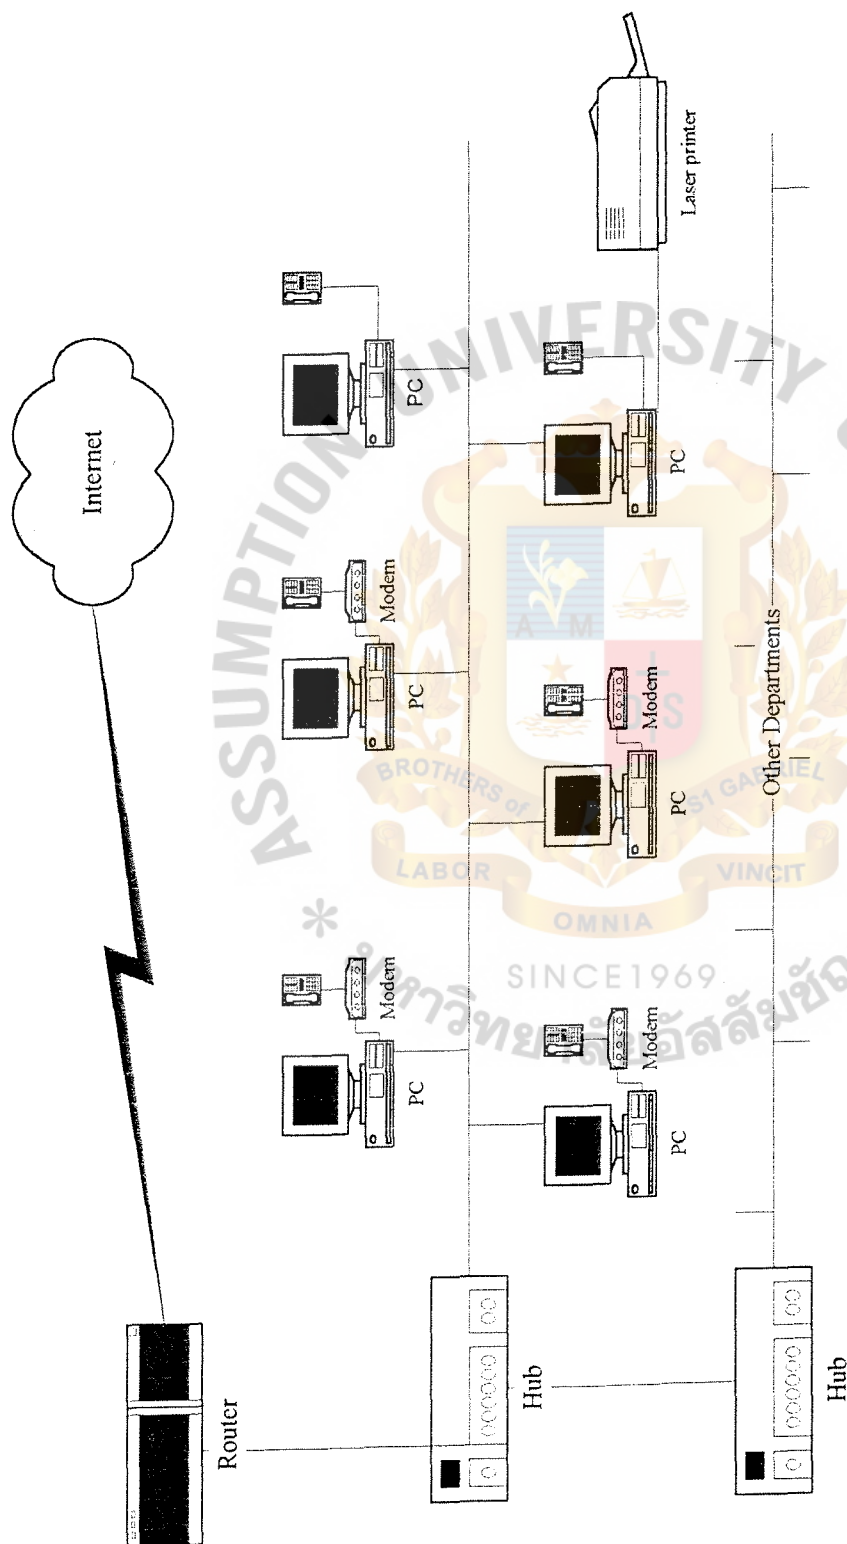 Internet
Router
Modem
PC
Modem
PC
PC
Hub
Modem
PC
Modem
PC
PC
Laser printer
Other Departments
Hub
ASSUMPTION UNIVERSITY
A M
D S
BROTHERS of ST GABRIEL
LABOR
OMNIA
VINCIT
SINCE1969